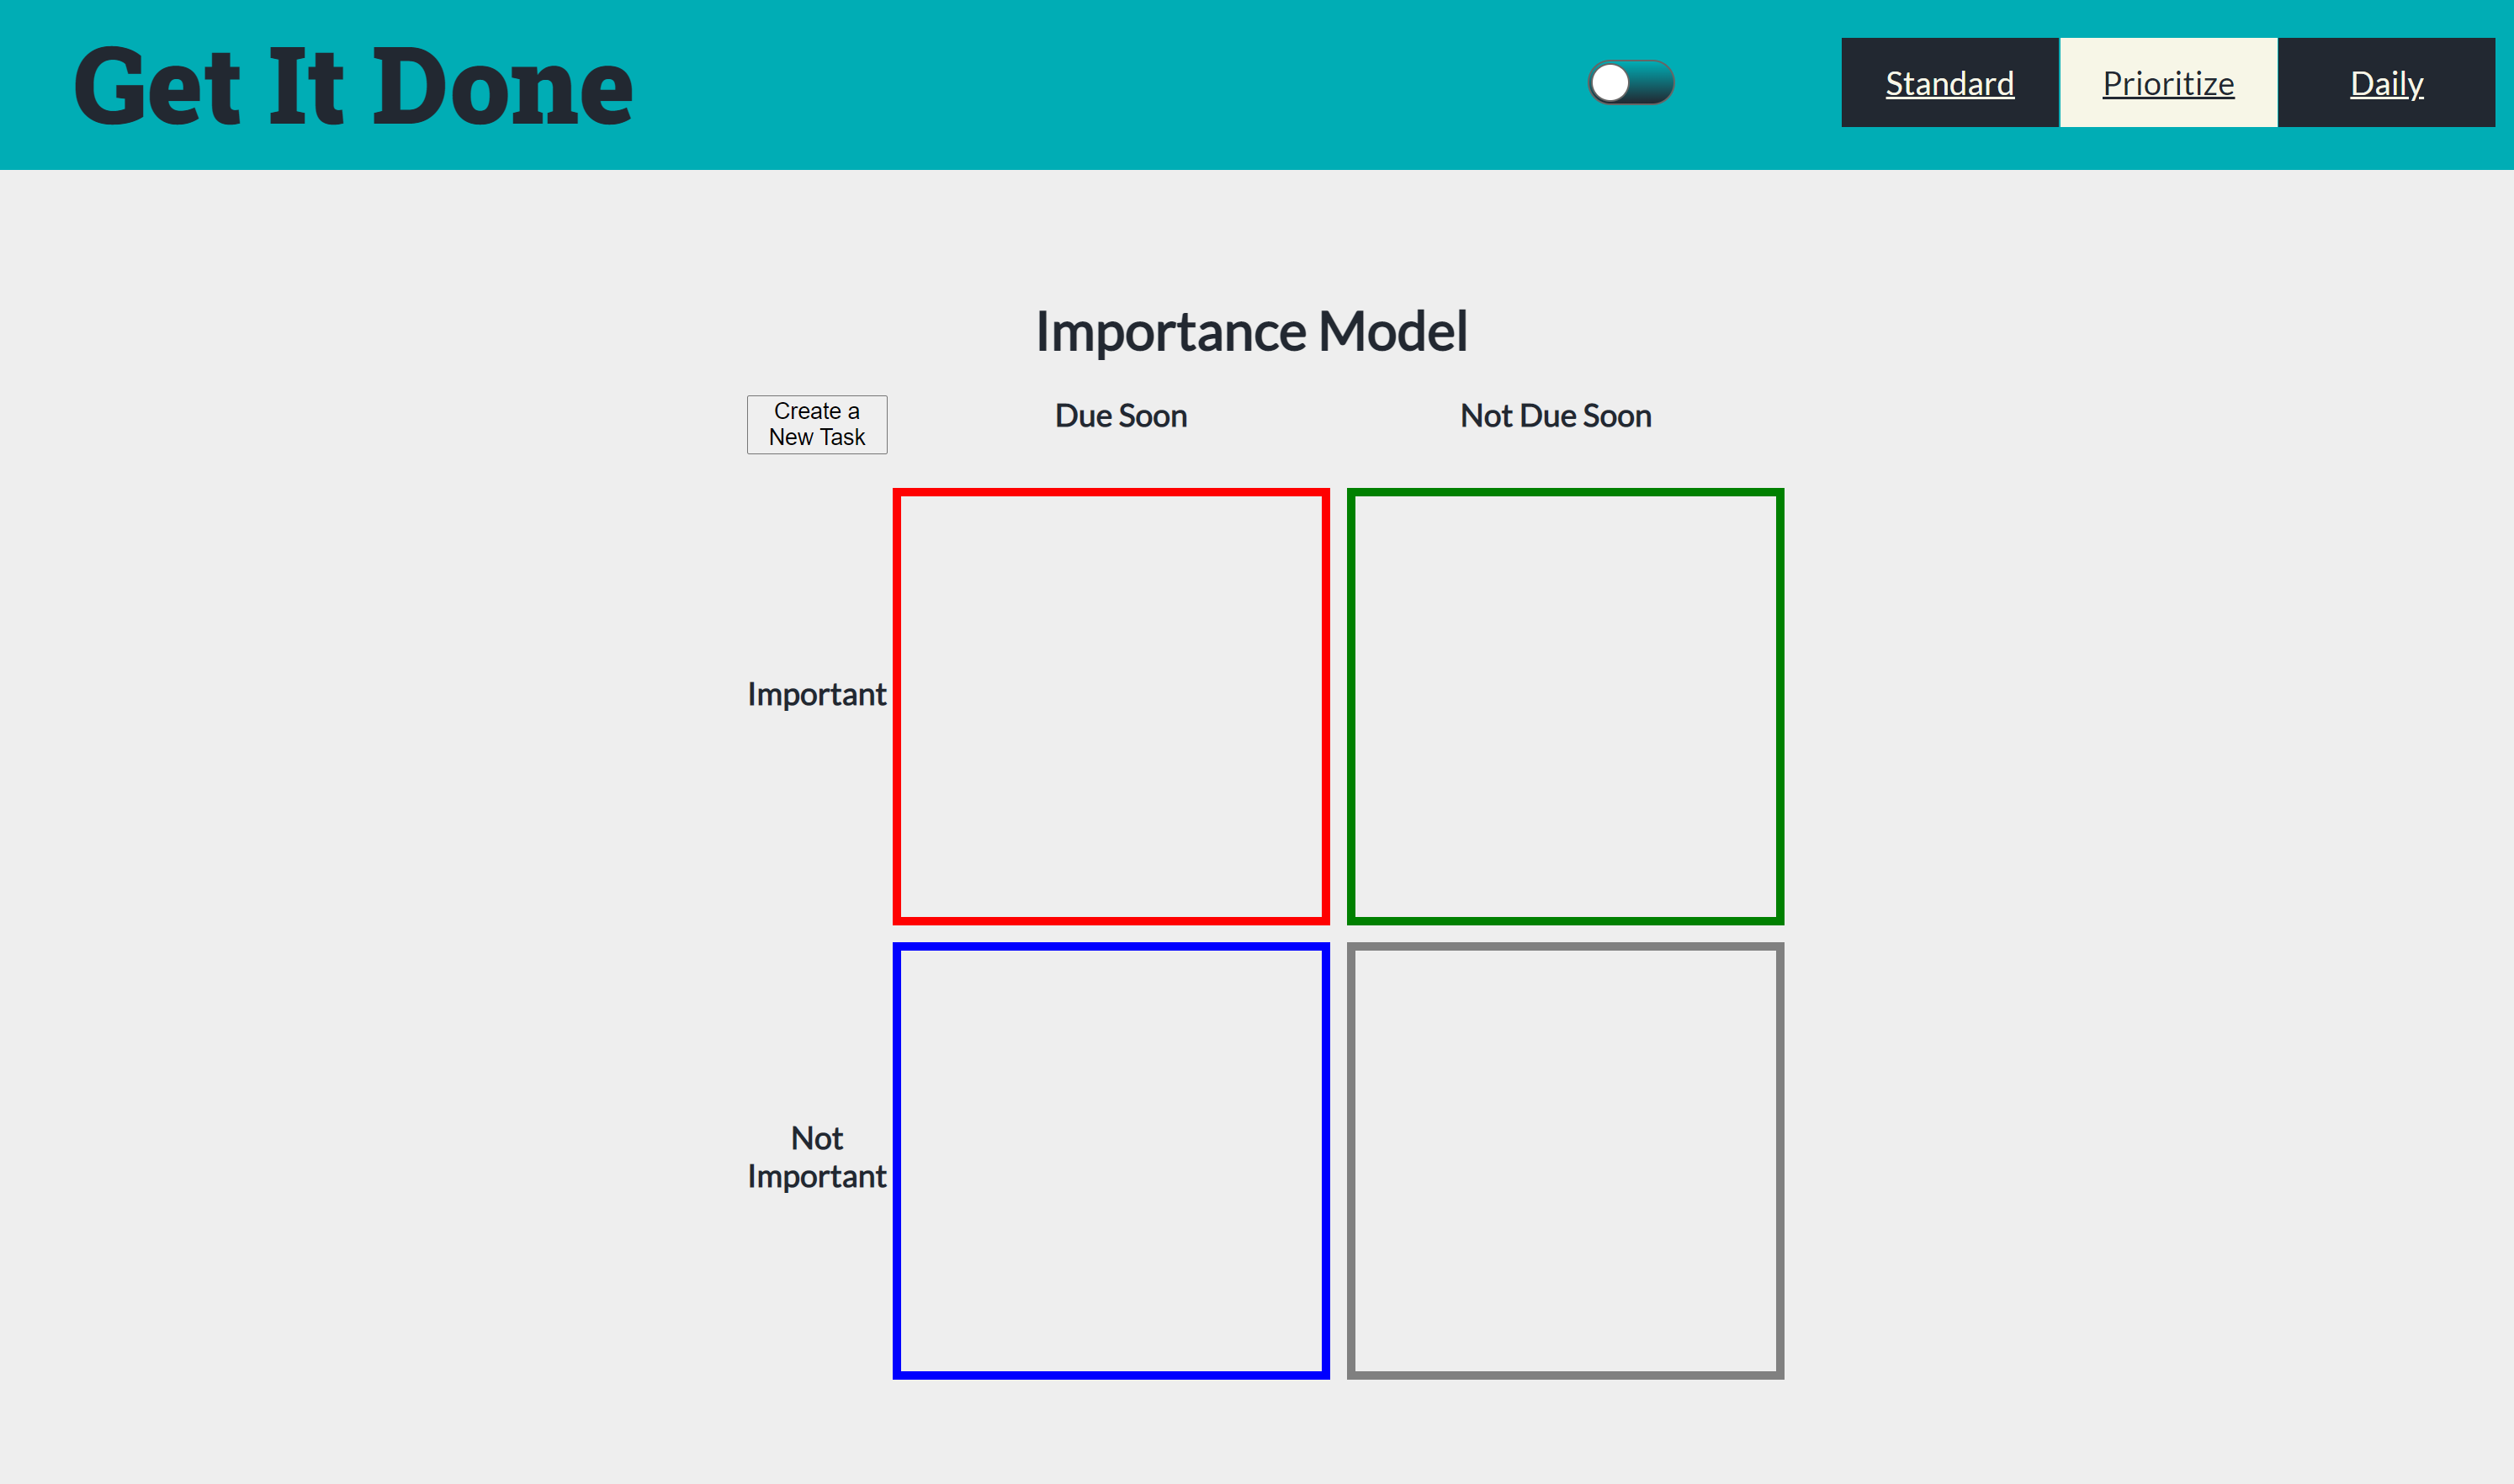 Get It Done
Standard
Prioritize
Daily
Importance Model
Create a
New Task
Due Soon
Not Due Soon
Important
Not
Important